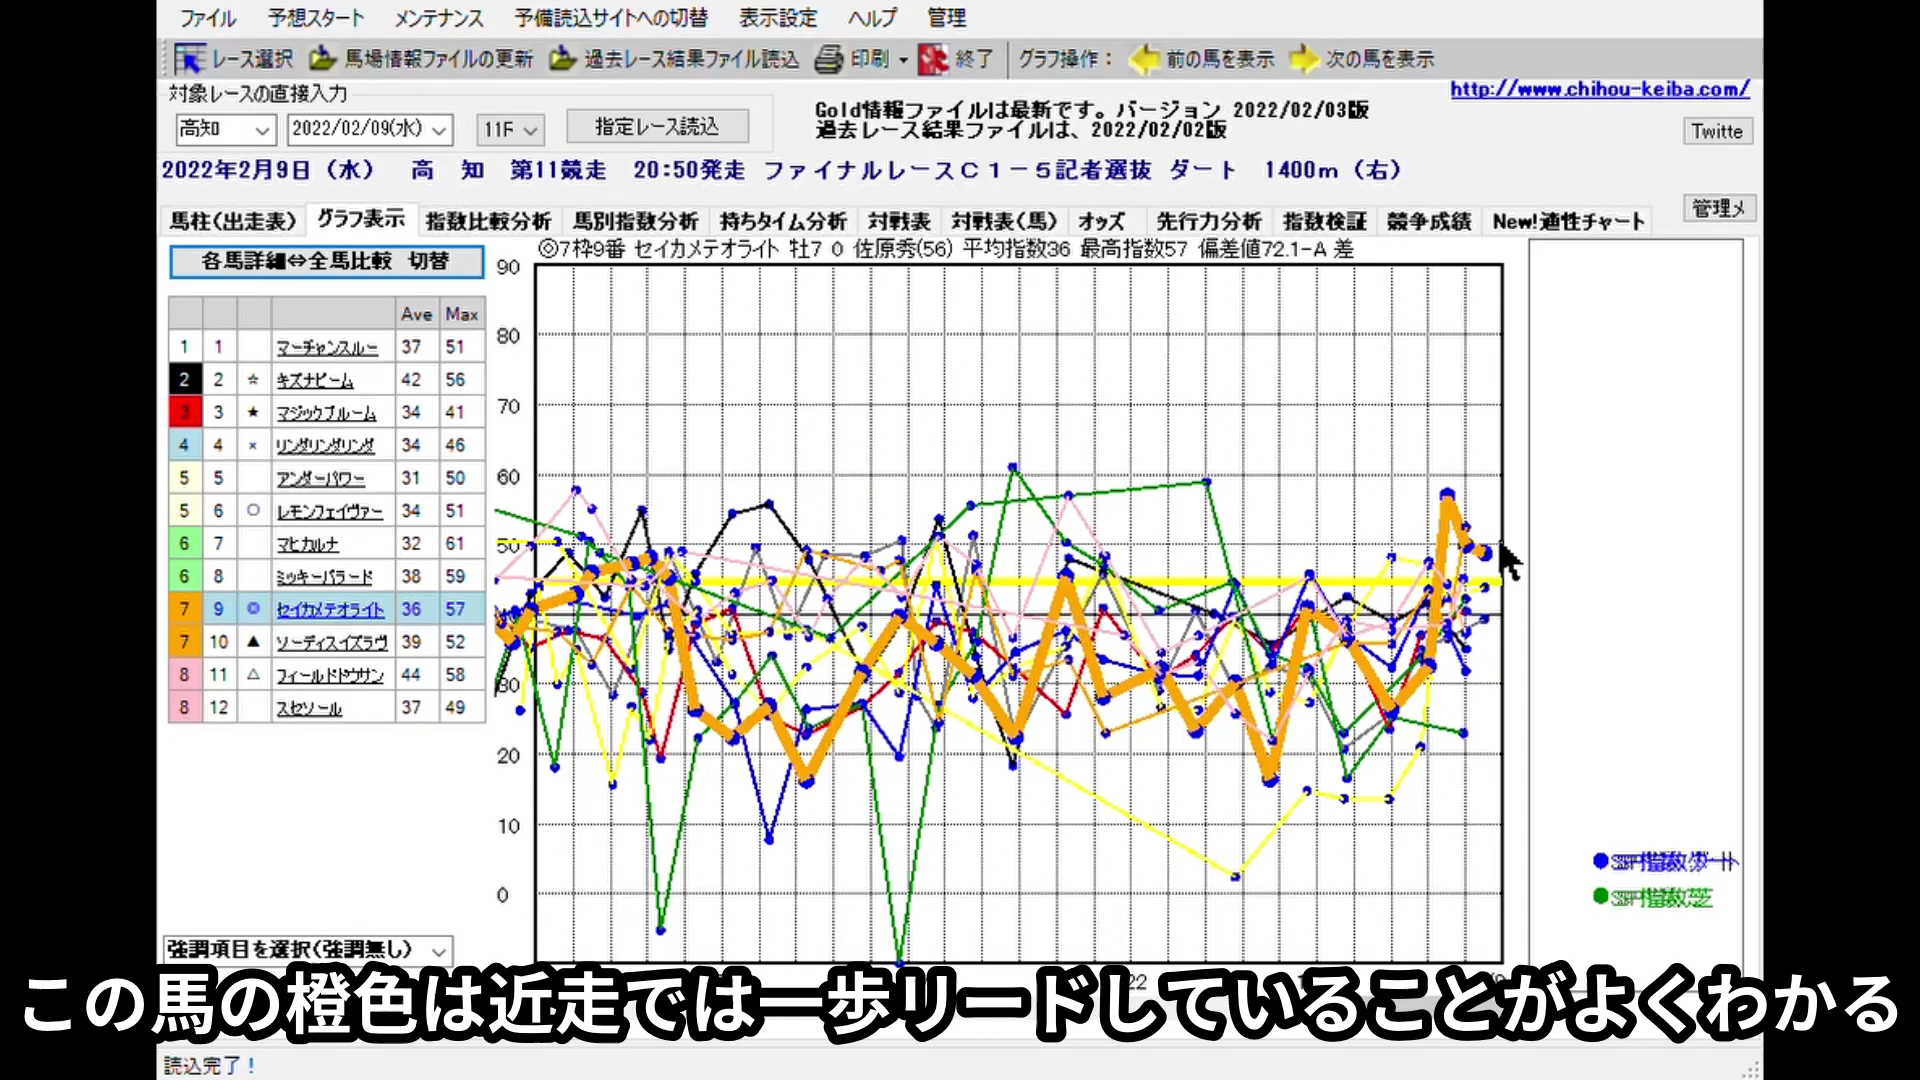 ファイル 予想スタート メンテナンス 予備読込サイトへの切替 表示設定 ヘルプ 管理
レース選択 馬場情報ファイルの更新 過去レース結果ファイル読込 印刷 終了 グラフ操作： 前の馬を表示 次の馬を表示
対象レースの直接入力
http://www.chihou-keiba.com/
高知 2022/02/09(水) 11R 指定レース読込
Gold情報ファイルは最新です。バージョン 2022/02/03版
過去レース結果ファイルは、2022/02/02版
Twitte
2022年2月9日（水） 高 知 第11競走 20:50発走 ファイナルレースＣ１－５記者選抜 ダート 1400m（右）
管理メ
馬柱(出走表) グラフ表示 指数比較分析 馬別指数分析 持ちタイム分析 対戦表 対戦表(馬) オッズ 先行力分析 指数検証 競争成績 New!適性チャート
各馬詳細⇔全馬比較 切替
◎7枠9番 セイカメテオライト 牡7 0 佐原秀(56) 平均指数36 最高指数57 偏差値72.1-A 差
Ave Max
1 1 マーチャンスルー 37 51
2 2 ☆ キズナビーム 42 56
3 3 ★ マジックブルーム 34 41
4 4 × リンダリンダリンダ 34 46
5 5 アンダーパワー 31 50
5 6 ○ レモンフェイヴァー 34 51
6 7 マヒカルナ 32 61
6 8 ミッキーバラード 38 59
7 9 ◎ セイカメテオライト 36 57
7 10 ▲ ソーディスイズラヴ 39 52
8 11 △ フィールドドウサン 44 58
8 12 スセソール 37 49
90
80
70
60
50
30
20
10
0
SSP指数ダート
SSP指数芝
強調項目を選択(強調無し)
22
この馬の橙色は近走では一歩リードしていることがよくわかる
読込完了！